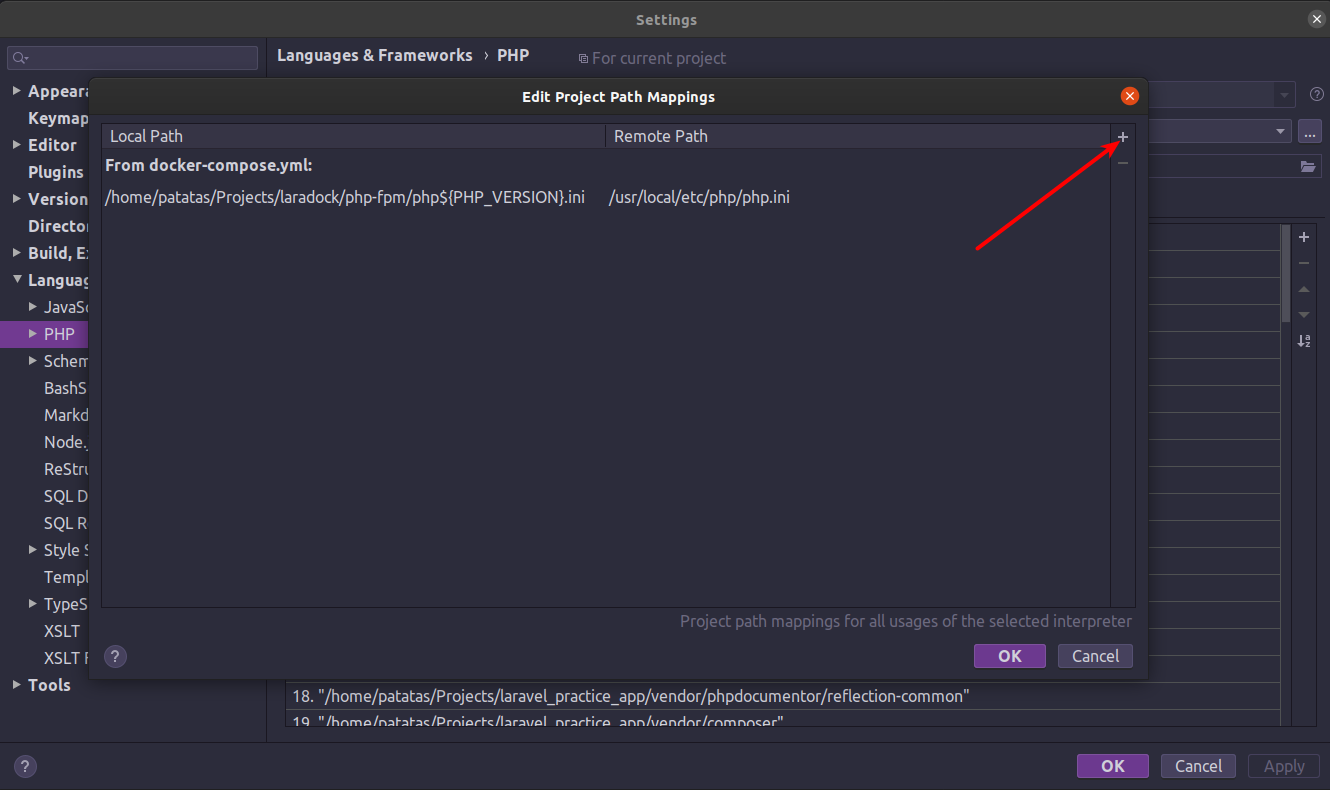 Settings
Languages & Frameworks › PHP
For current project
Appeara
Keymap
Editor
Plugins
Version
Directo
Build, E
Languag
JavaSc
PHP
Schem
BashS
Markd
Node.
ReStru
SQL D
SQL R
Style S
Templ
TypeS
XSLT
XSLT F
Tools
Edit Project Path Mappings
Local Path Remote Path
From docker-compose.yml:
/home/patatas/Projects/laradock/php-fpm/php${PHP_VERSION}.ini /usr/local/etc/php/php.ini
Project path mappings for all usages of the selected interpreter
? OK Cancel
?
...
18. "/home/patatas/Projects/laravel_practice_app/vendor/phpdocumentor/reflection-common"
19. "/home/patatas/Projects/laravel_practice_app/vendor/composer"
? OK Cancel Apply